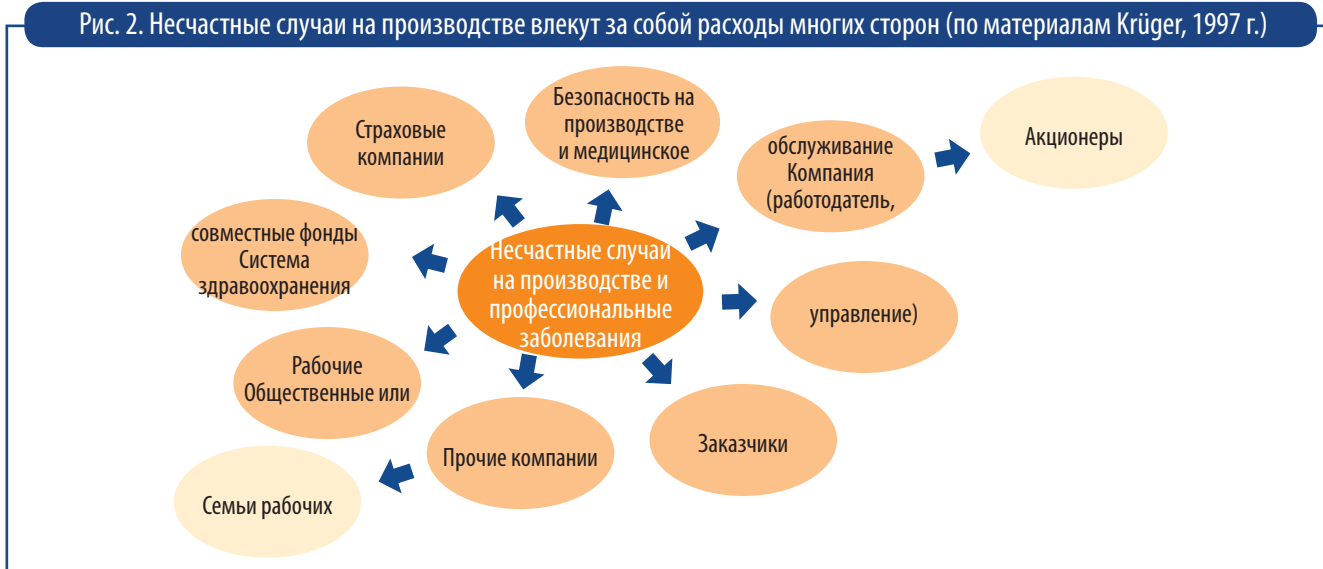 Рис. 2. Несчастные случаи на производстве влекут за собой расходы многих сторон (по материалам Krüger, 1997 г.)
Страховые
компании
Безопасность на
производстве
и медицинское
обслуживание
Компания
(работодатель,
Акционеры
совместные фонды
Система
здравоохранения
Несчастные случаи
на производстве и
профессиональные
заболевания
управление)
Рабочие
Общественные или
Прочие компании
Заказчики
Семьи рабочих